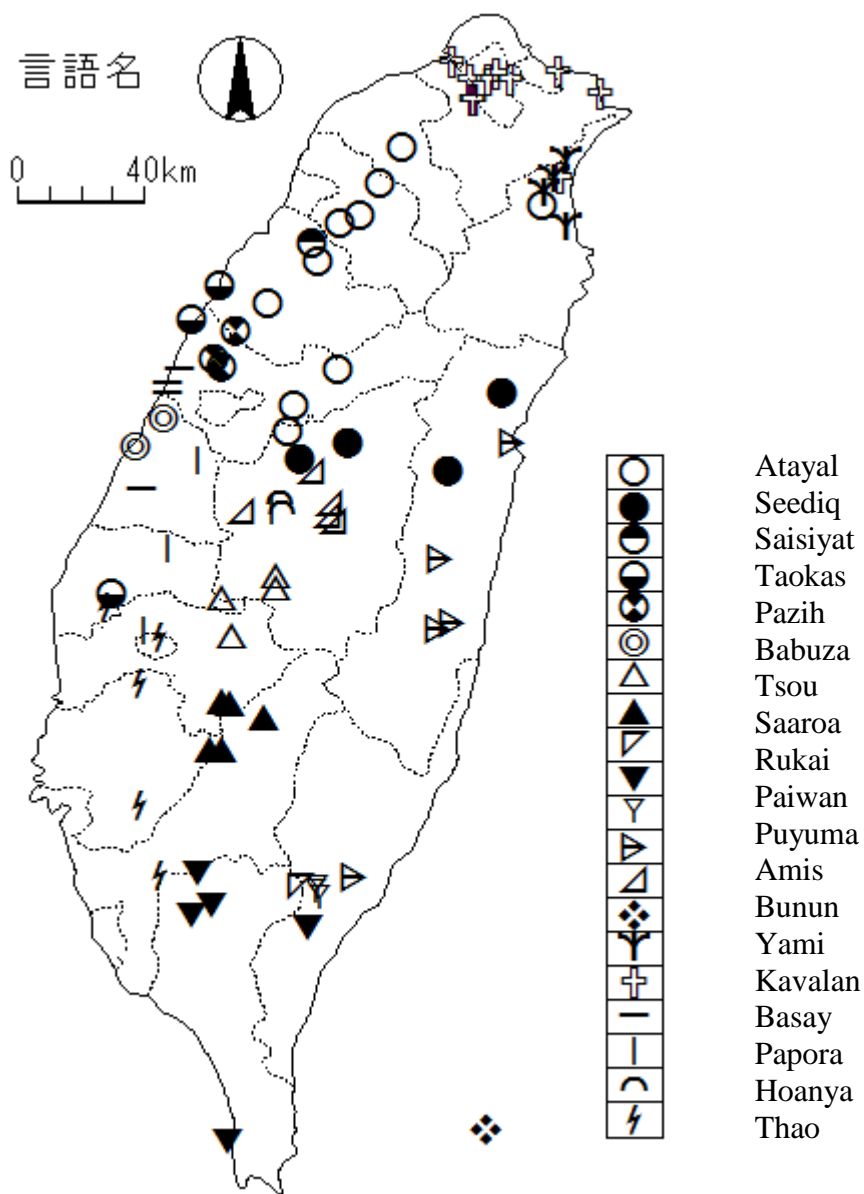 言語名
0 40km
Atayal
Seediq
Saisiyat
Taokas
Pazih
Babuza
Tsou
Saaroa
Rukai
Paiwan
Puyuma
Amis
Bunun
Yami
Kavalan
Basay
Papora
Hoanya
Thao